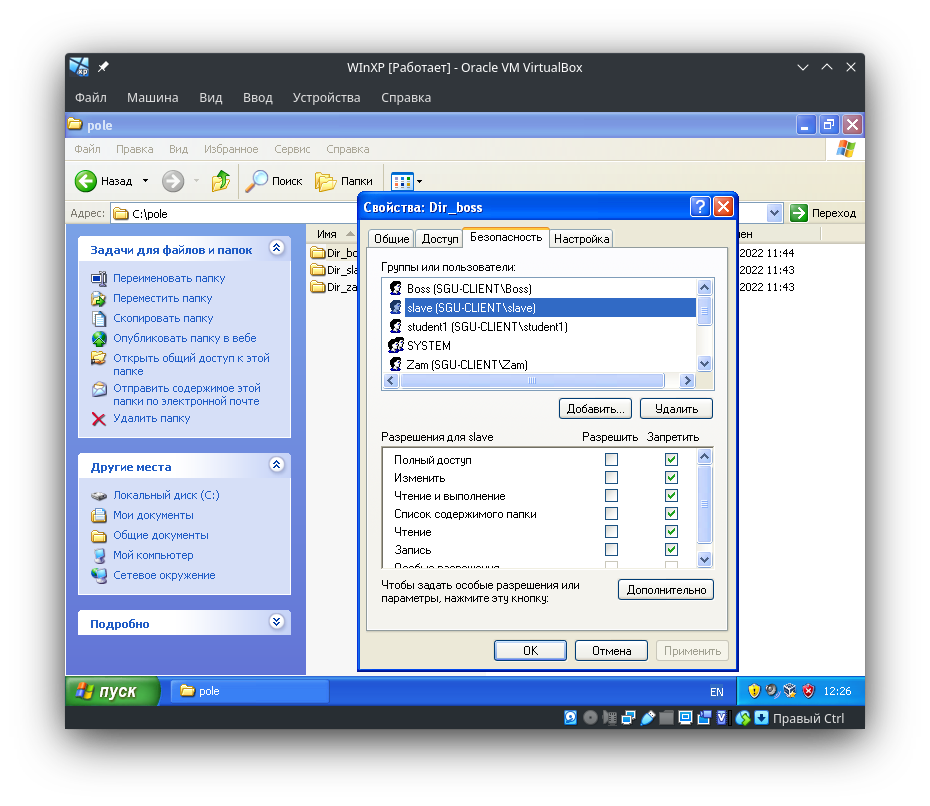 WInXP [Работает] - Oracle VM VirtualBox
Файл Машина Вид Ввод Устройства Справка
pole
Файл Правка Вид Избранное Сервис Справка
Назад Поиск Папки
Адрес: C:\pole Переход
Задачи для файлов и папок
Переименовать папку
Переместить папку
Скопировать папку
Опубликовать папку в вебе
Открыть общий доступ к этой
папке
Отправить содержимое этой
папки по электронной почте
Удалить папку
Другие места
Локальный диск (C:)
Мои документы
Общие документы
Мой компьютер
Сетевое окружение
Подробно
Имя
Dir_bo
Dir_sla
Dir_za
ен
2022 11:44
2022 11:43
2022 11:43
Свойства: Dir_boss
Общие Доступ Безопасность Настройка
Группы или пользователи:
Boss (SGU-CLIENT\Boss)
slave (SGU-CLIENT\slave)
student1 (SGU-CLIENT\student1)
SYSTEM
Zam (SGU-CLIENT\Zam)
Добавить... Удалить
Разрешения для slave Разрешить Запретить
Полный доступ
Изменить
Чтение и выполнение
Список содержимого папки
Чтение
Запись
Особые разрешения
Чтобы задать особые разрешения или
параметры, нажмите эту кнопку:
Дополнительно
OK Отмена Применить
пуск pole EN 12:26
Правый Ctrl